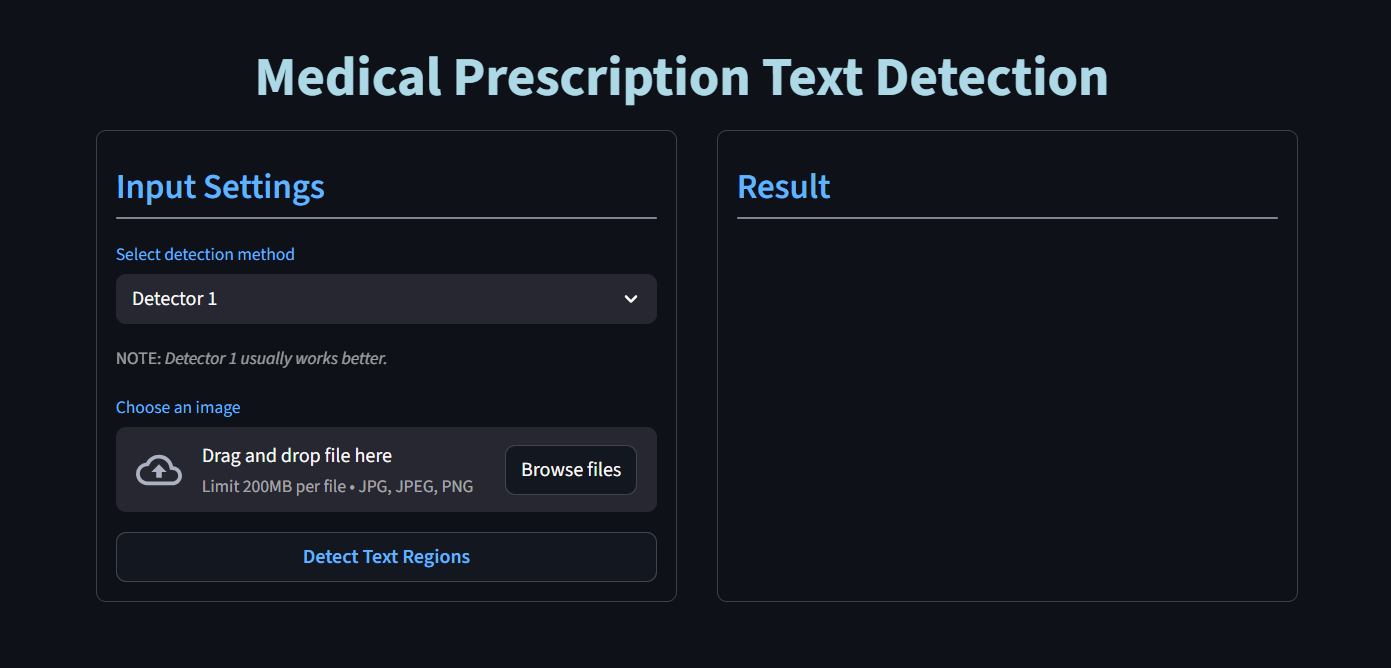 Medical Prescription Text Detection
Input Settings
Select detection method
Detector 1
NOTE: Detector 1 usually works better.
Choose an image
Drag and drop file here
Limit 200MB per file • JPG, JPEG, PNG
Browse files
Detect Text Regions
Result